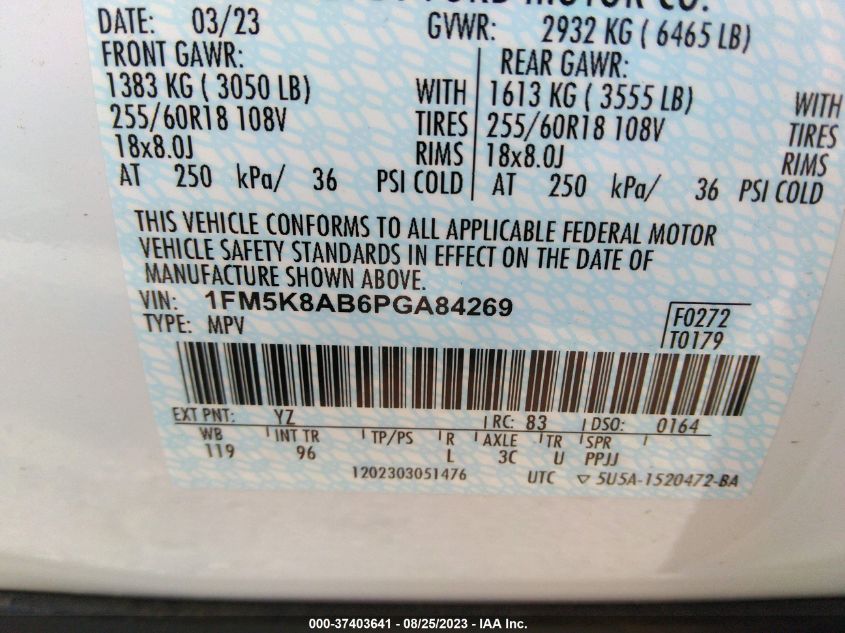 FORD MOTOR CO.
DATE: 03/23 GVWR: 2932 KG ( 6465 LB)
FRONT GAWR: REAR GAWR:
1383 KG ( 3050 LB) WITH 1613 KG ( 3555 LB) WITH
255/60R18 108V TIRES 255/60R18 108V TIRES
18x8.0J RIMS 18x8.0J RIMS
AT 250 kPa/ 36 PSI COLD AT 250 kPa/ 36 PSI COLD
THIS VEHICLE CONFORMS TO ALL APPLICABLE FEDERAL MOTOR
VEHICLE SAFETY STANDARDS IN EFFECT ON THE DATE OF
MANUFACTURE SHOWN ABOVE.
VIN: 1FM5K8AB6PGA84269 F0272
TYPE: MPV T0179
EXT PNT: YZ RC: 83 DSO: 0164
WB INT TR TP/PS R AXLE TR SPR
119 96 L 3C U PPJJ
1202303051476 UTC ▽ 5U5A-1520472-BA
000-37403641 - 08/25/2023 - IAA Inc.